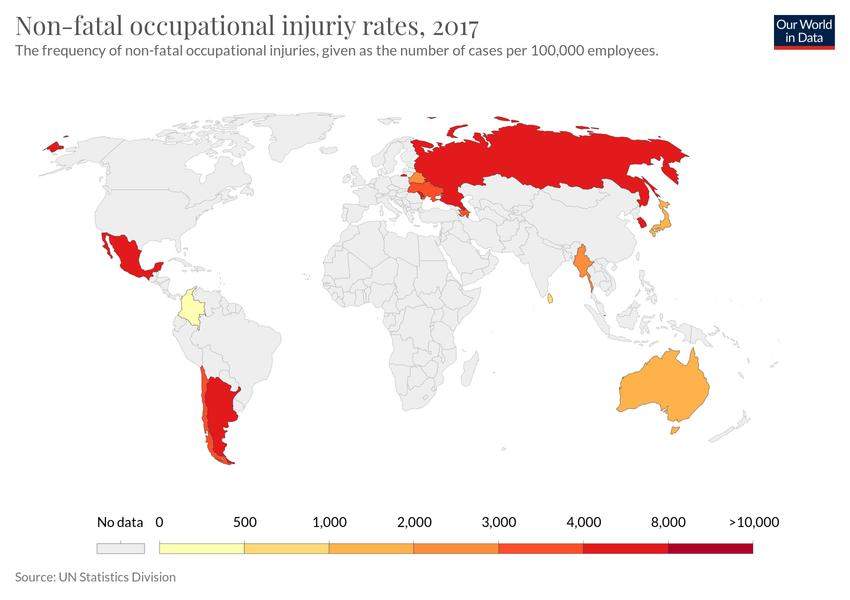 Non-fatal occupational injuriy rates, 2017
The frequency of non-fatal occupational injuries, given as the number of cases per 100,000 employees.
Our World
in Data
No data 0 500 1,000 2,000 3,000 4,000 8,000 >10,000
Source: UN Statistics Division